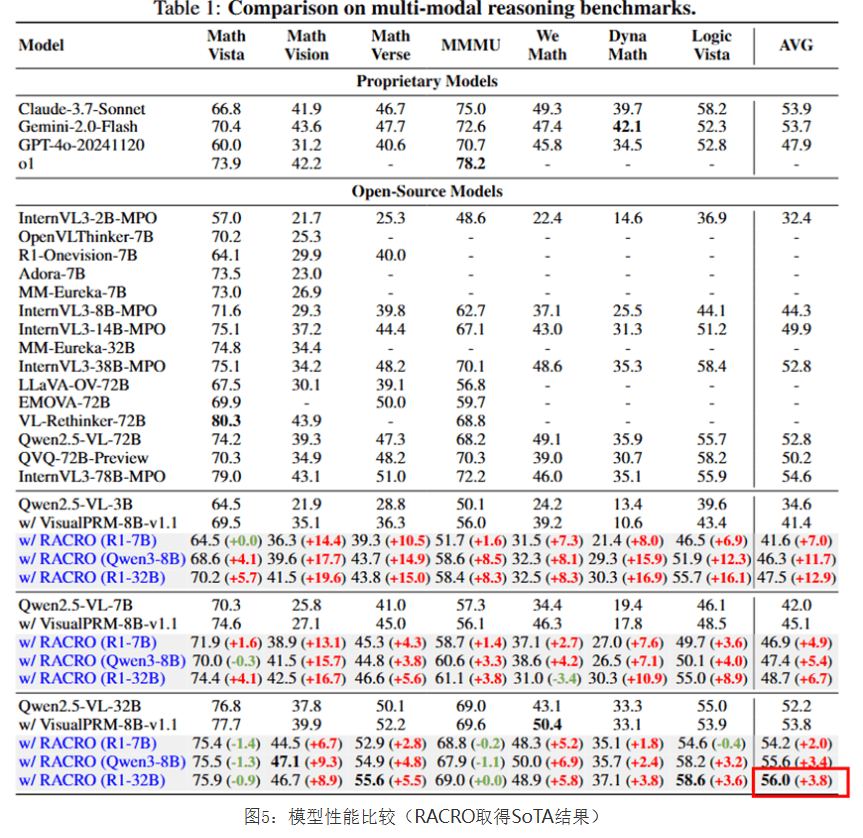 Table 1: Comparison on multi-modal reasoning benchmarks.
Model Math Vista Math Vision Math Verse MMMU We Math Dyna Math Logic Vista AVG
Proprietary Models
Claude-3.7-Sonnet 66.8 41.9 46.7 75.0 49.3 39.7 58.2 53.9
Gemini-2.0-Flash 70.4 43.6 47.7 72.6 47.4 42.1 52.3 53.7
GPT-4o-20241120 60.0 31.2 40.6 70.7 45.8 34.5 52.8 47.9
o1 73.9 42.2 - 78.2 - - - -
Open-Source Models
InternVL3-2B-MPO 57.0 21.7 25.3 48.6 22.4 14.6 36.9 32.4
OpenVLThinker-7B 70.2 25.3 - - - - - -
R1-Onevision-7B 64.1 29.9 40.0 - - - - -
Adora-7B 73.5 23.0 - - - - - -
MM-Eureka-7B 73.0 26.9 - - - - - -
InternVL3-8B-MPO 71.6 29.3 39.8 62.7 37.1 25.5 44.1 44.3
InternVL3-14B-MPO 75.1 37.2 44.4 67.1 43.0 31.3 51.2 49.9
MM-Eureka-32B 74.8 34.4 - - - - - -
InternVL3-38B-MPO 75.1 34.2 48.2 70.1 48.6 35.3 58.4 52.8
LLaVA-OV-72B 67.5 30.1 39.1 56.8 - - - -
EMOVA-72B 69.9 - 50.0 59.7 - - - -
VL-Rethinker-72B 80.3 43.9 - 68.8 - - - -
Qwen2.5-VL-72B 74.2 39.3 47.3 68.2 49.1 35.9 55.7 52.8
QVQ-72B-Preview 70.3 34.9 48.2 70.3 39.0 30.7 58.2 50.2
InternVL3-78B-MPO 79.0 43.1 51.0 72.2 46.0 35.1 55.9 54.6
Qwen2.5-VL-3B 64.5 21.9 28.8 50.1 24.2 13.4 39.6 34.6
w/ VisualPRM-8B-v1.1 69.5 35.1 36.3 56.0 39.2 10.6 43.4 41.4
w/ RACRO (R1-7B) 64.5 (+0.0) 36.3 (+14.4) 39.3 (+10.5) 51.7 (+1.6) 31.5 (+7.3) 21.4 (+8.0) 46.5 (+6.9) 41.6 (+7.0)
w/ RACRO (Qwen3-8B) 68.6 (+4.1) 39.6 (+17.7) 43.7 (+14.9) 58.6 (+8.5) 32.3 (+8.1) 29.3 (+15.9) 51.9 (+12.3) 46.3 (+11.7)
w/ RACRO (R1-32B) 70.2 (+5.7) 41.5 (+19.6) 43.8 (+15.0) 58.4 (+8.3) 32.5 (+8.3) 30.3 (+16.9) 55.7 (+16.1) 47.5 (+12.9)
Qwen2.5-VL-7B 70.3 25.8 41.0 57.3 34.4 19.4 46.1 42.0
w/ VisualPRM-8B-v1.1 74.6 27.1 45.0 56.1 46.3 17.8 48.5 45.1
w/ RACRO (R1-7B) 71.9 (+1.6) 38.9 (+13.1) 45.3 (+4.3) 58.7 (+1.4) 37.1 (+2.7) 27.0 (+7.6) 49.7 (+3.6) 46.9 (+4.9)
w/ RACRO (Qwen3-8B) 70.0 (-0.3) 41.5 (+15.7) 44.8 (+3.8) 60.6 (+3.3) 38.6 (+4.2) 26.5 (+7.1) 50.1 (+4.0) 47.4 (+5.4)
w/ RACRO (R1-32B) 74.4 (+4.1) 42.5 (+16.7) 46.6 (+5.6) 61.1 (+3.8) 31.0 (-3.4) 30.3 (+10.9) 55.0 (+8.9) 48.7 (+6.7)
Qwen2.5-VL-32B 76.8 37.8 50.1 69.0 43.1 33.3 55.0 52.2
w/ VisualPRM-8B-v1.1 77.7 39.9 52.2 69.6 50.4 33.1 53.9 53.8
w/ RACRO (R1-7B) 75.4 (-1.4) 44.5 (+6.7) 52.9 (+2.8) 68.8 (-0.2) 48.3 (+5.2) 35.1 (+1.8) 54.6 (-0.4) 54.2 (+2.0)
w/ RACRO (Qwen3-8B) 75.5 (-1.3) 47.1 (+9.3) 54.9 (+4.8) 67.9 (-1.1) 50.0 (+6.9) 35.7 (+2.4) 58.2 (+3.2) 55.6 (+3.4)
w/ RACRO (R1-32B) 75.9 (-0.9) 46.7 (+8.9) 55.6 (+5.5) 69.0 (+0.0) 48.9 (+5.8) 37.1 (+3.8) 58.6 (+3.6) 56.0 (+3.8)
图5：模型性能比较（RACRO取得SoTA结果）